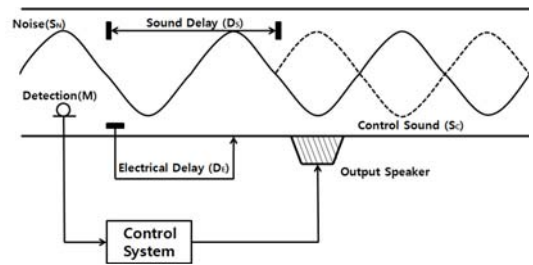 Noise(SN)
Sound Delay (DS)
Detection(M)
Control Sound (SC)
Electrical Delay (DE)
Output Speaker
Control
System